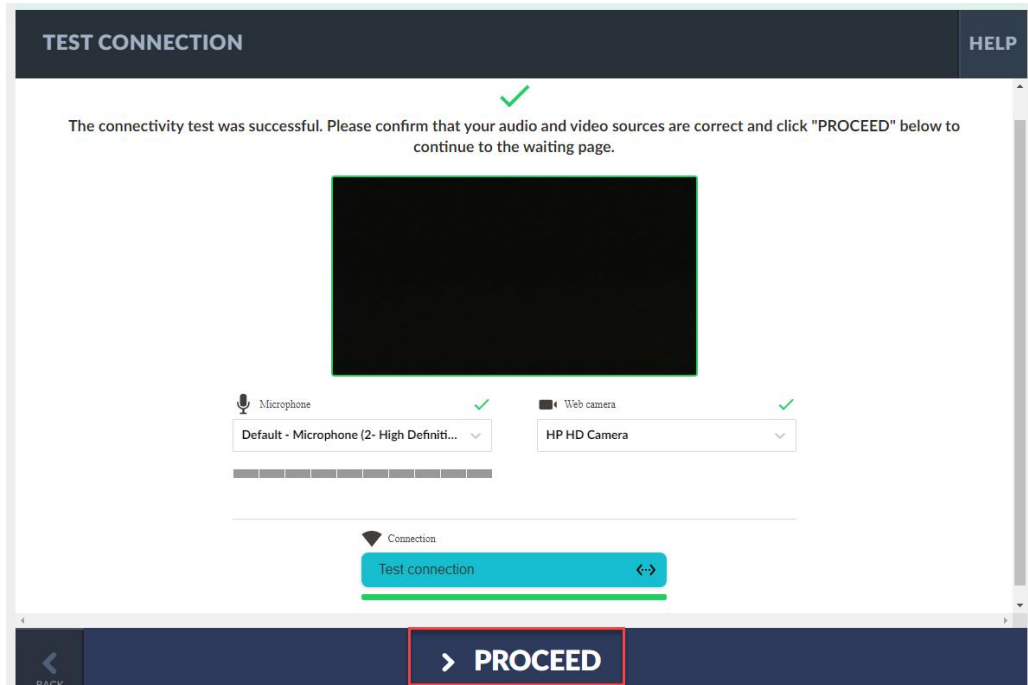 TEST CONNECTION
HELP
The connectivity test was successful. Please confirm that your audio and video sources are correct and click "PROCEED" below to
continue to the waiting page.
Microphone
Web camera
Default - Microphone (2- High Definiti...
HP HD Camera
Connection
Test connection
PROCEED
BACK